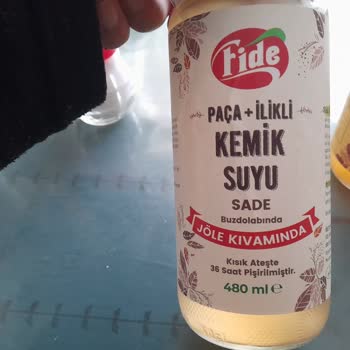 Fide
PAÇA + İLİKLİ
KEMİK
SUYU
SADE
Buzdolabında
JÖLE KIVAMINDA
Kısık Ateşte
36 Saat Pişirilmiştir.
480 ml ℮